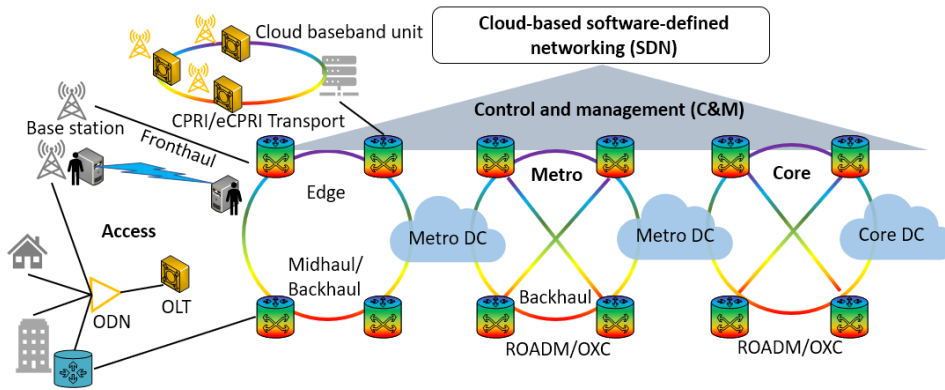 Cloud-based software-defined
networking (SDN)
Cloud baseband unit
CPRI/eCPRI Transport
Control and management (C&M)
Base station
Fronthaul
Edge
Metro
Core
Access
Metro DC
Metro DC
Core DC
Midhaul/
Backhaul
Backhaul
OLT
ODN
ROADM/OXC
ROADM/OXC